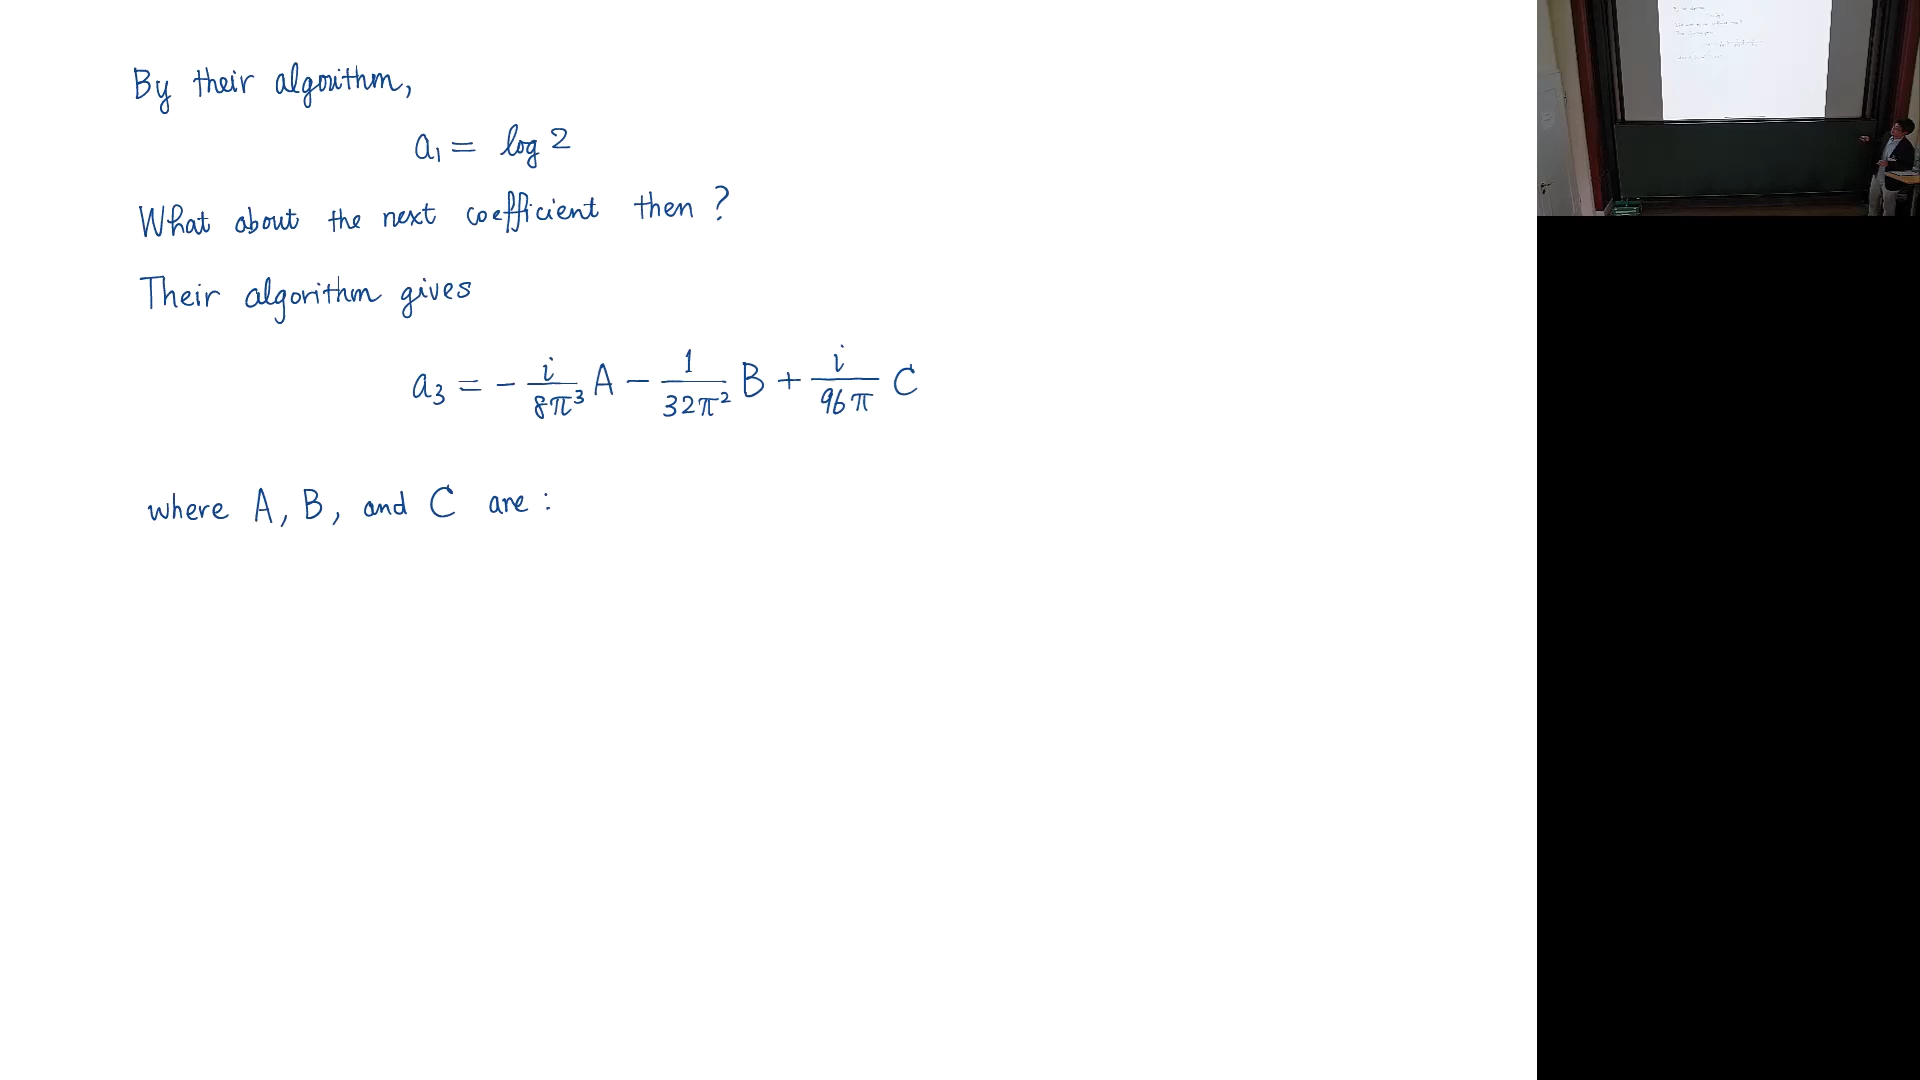 By their algorithm,
a₁ = log 2
What about the next coefficient then ?
Their algorithm gives
a₃ = - i/8π³ A - 1/32π² B + i/96π C
where A, B, and C are :